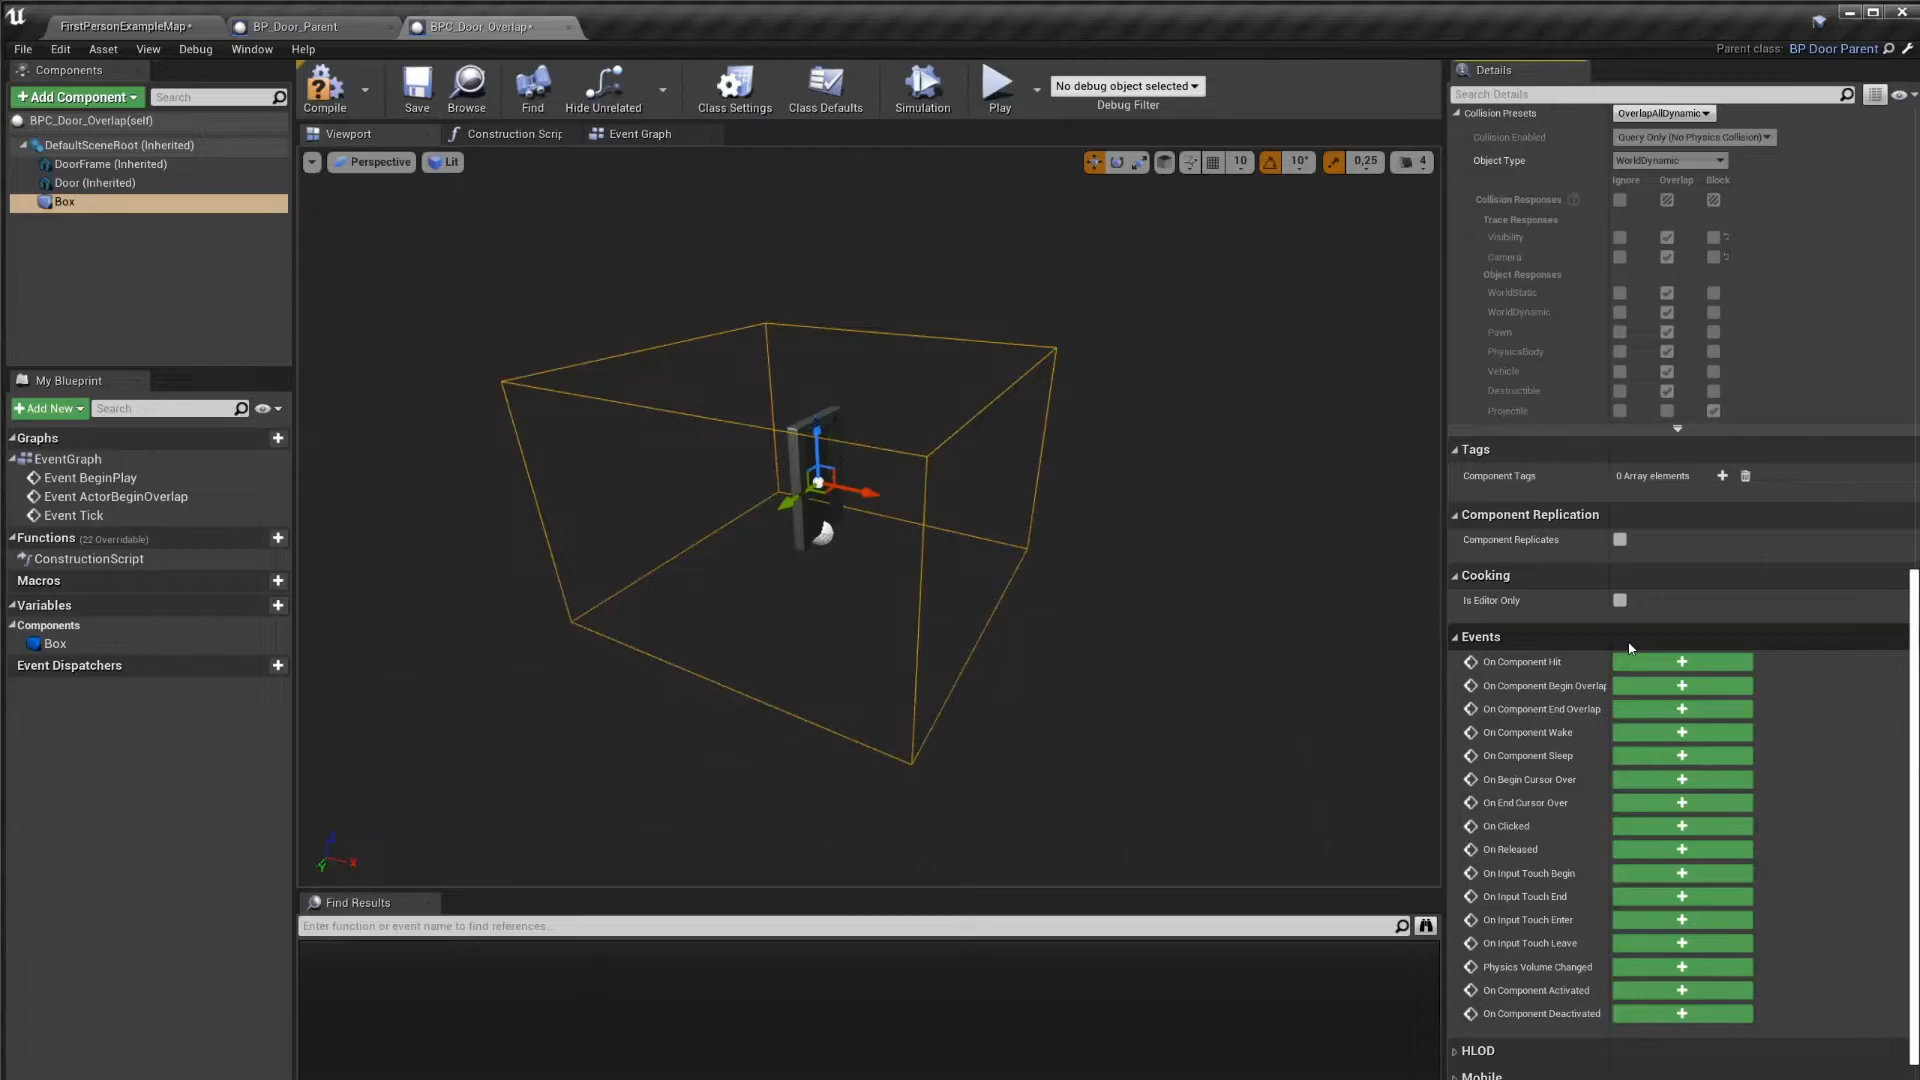 FirstPersonExampleMap*
BP_Door_Parent
BPC_Door_Overlap*
File Edit Asset View Window Help
Parent class: BP Door Parent
Components
+ Add Component
Search
BPC_Door_Overlap(self)
DefaultSceneRoot (Inherited)
DoorFrame (Inherited)
Door (Inherited)
Box
My Blueprint
+ Add New
Search
Graphs
EventGraph
Event BeginPlay
Event ActorBeginOverlap
Event Tick
Functions (22 Overridable)
ConstructionScript
Macros
Variables
Components
Box
Event Dispatchers
Compile
Save
Browse
Find
Hide Unrelated
Class Settings
Class Defaults
Simulation
Play
No debug object selected
Debug Filter
Viewport
Construction Scrip
Event Graph
Perspective
Lit
10
10°
0,25
4
X
Find Results
Enter function or event name to find references...
Details
Search Details
Collision Presets OverlapAllDynamic
Collision Enabled Query Only (No Physics Collision)
Object Type WorldDynamic
Ignore Overlap Block
Collision Responses
Trace Responses
Visibility
Camera
Object Responses
WorldStatic
WorldDynamic
Pawn
PhysicsBody
Vehicle
Destructible
Projectile
Tags
Component Tags 0 Array elements
Component Replication
Component Replicates
Cooking
Is Editor Only
Events
On Component Hit
On Component Begin Overlap
On Component End Overlap
On Component Wake
On Component Sleep
On Begin Cursor Over
On End Cursor Over
On Clicked
On Released
On Input Touch Begin
On Input Touch End
On Input Touch Enter
On Input Touch Leave
Physics Volume Changed
On Component Activated
On Component Deactivated
HLOD
Mobile